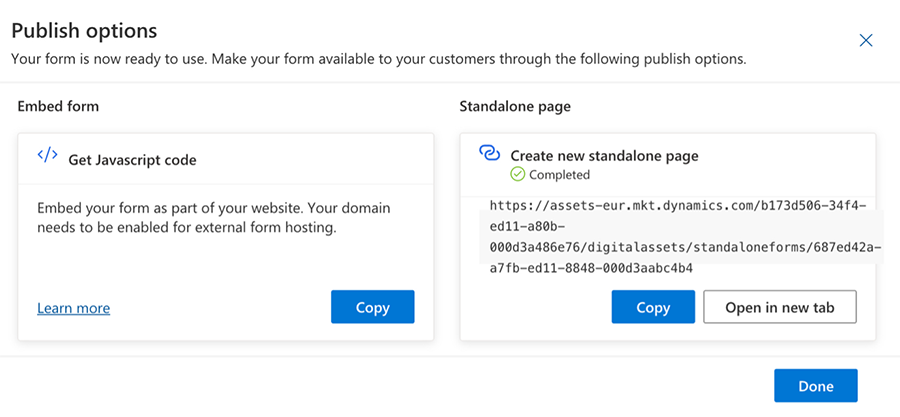 Publish options
Your form is now ready to use. Make your form available to your customers through the following publish options.
Embed form
</> Get Javascript code
Embed your form as part of your website. Your domain
needs to be enabled for external form hosting.
Learn more
Copy
Standalone page
Create new standalone page
Completed
https://assets-eur.mkt.dynamics.com/b173d506-34f4-
ed11-a80b-
000d3a486e76/digitalassets/standaloneforms/687ed42a-
a7fb-ed11-8848-000d3aabc4b4
Copy
Open in new tab
Done